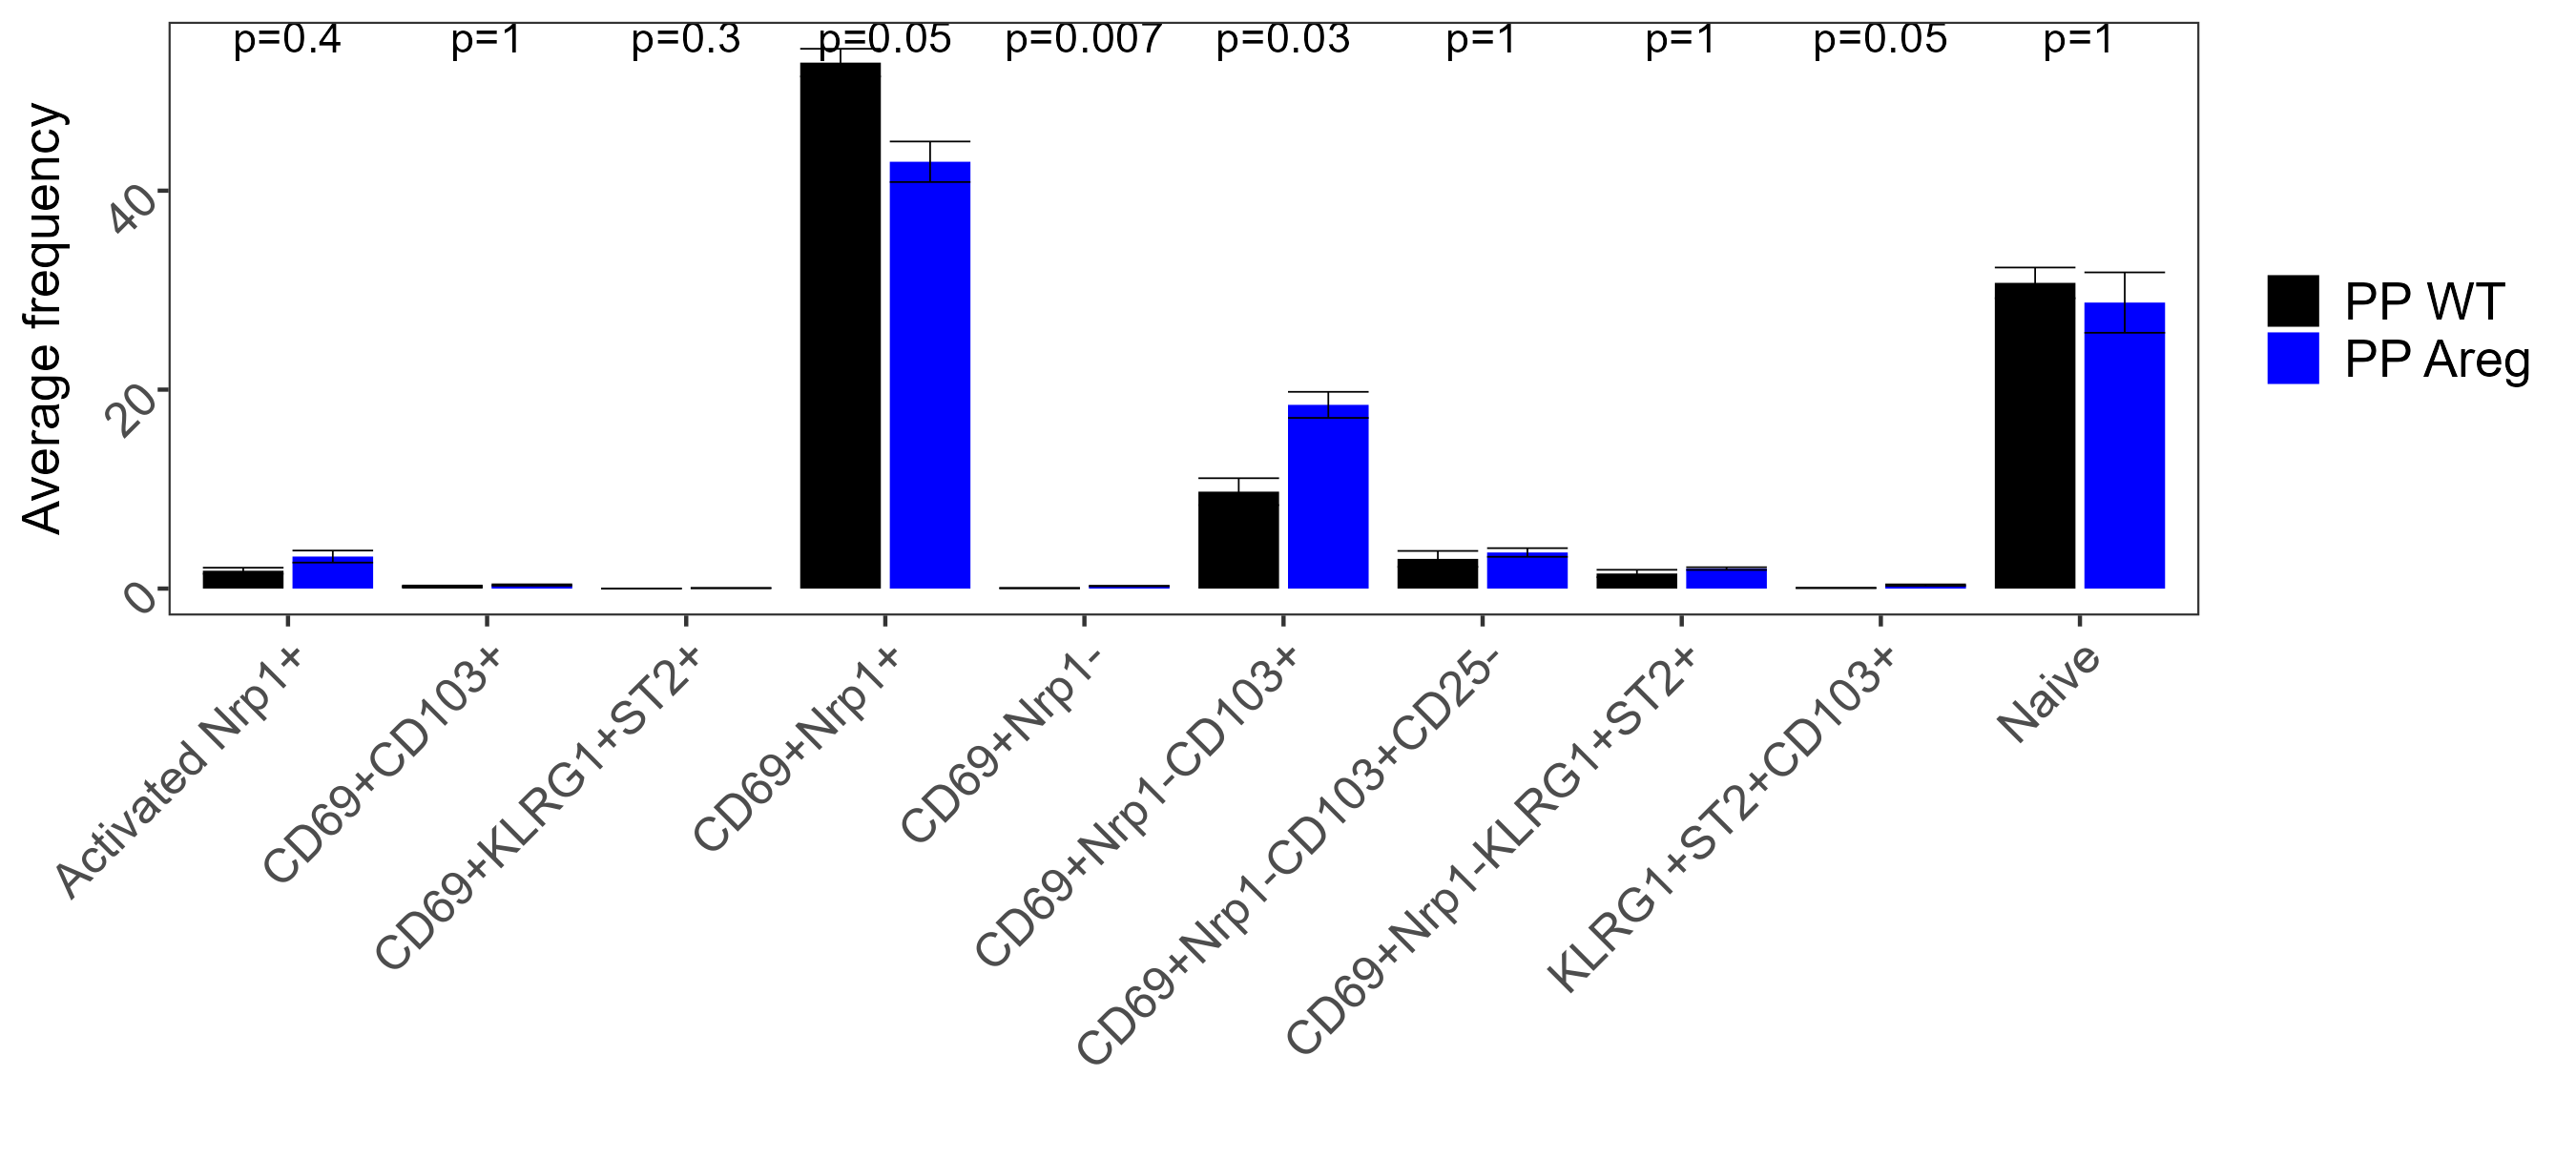 p=0.4 p=1 p=0.3 p=0.05 p=0.007 p=0.03 p=1 p=1 p=0.05 p=1
Average frequency
40
20
0
PP WT
PP Areg
Activated Nrp1+
CD69+CD103+
CD69+KLRG1+ST2+
CD69+Nrp1+
CD69+Nrp1-
CD69+Nrp1-CD103+
CD69+Nrp1-CD103+CD25-
CD69+Nrp1-KLRG1+ST2+
KLRG1+ST2+CD103+
Naive